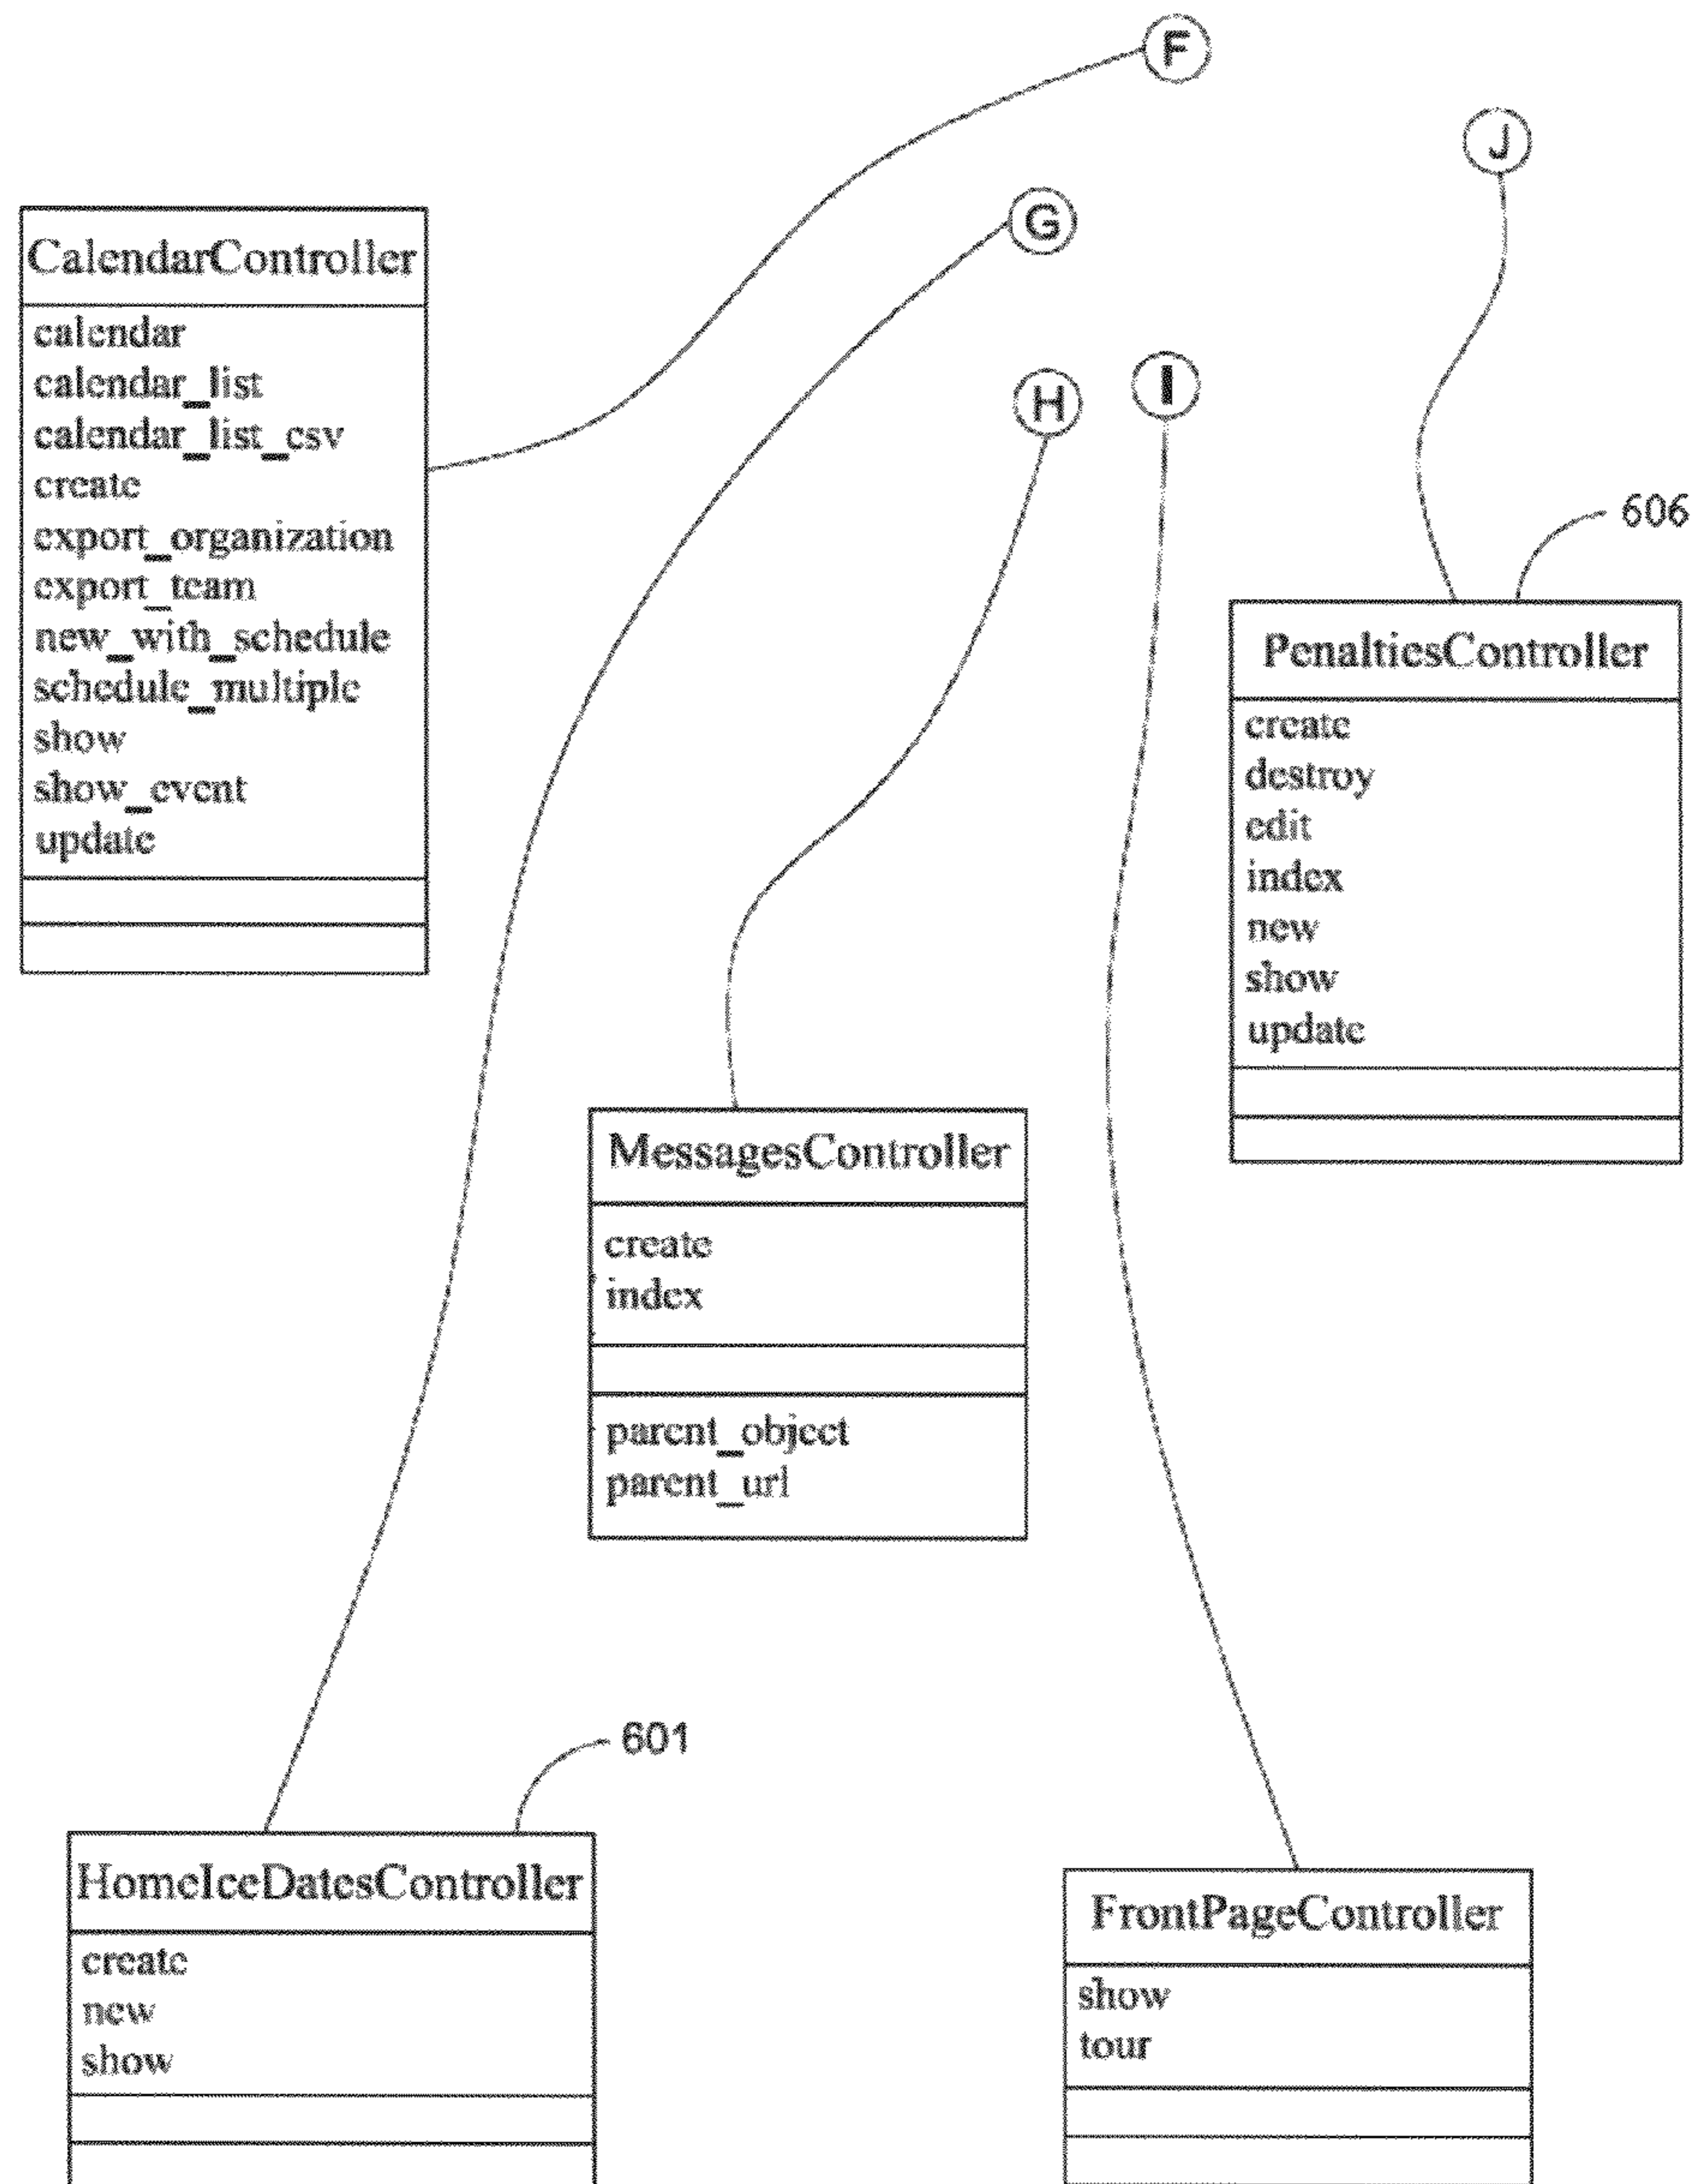 F
J
G
H
I
CalendarController
calendar
calendar_list
calendar_list_csv
create
export_organization
export_team
new_with_schedule
schedule_multiple
show
show_event
update
606
PenaltiesController
create
destroy
edit
index
new
show
update
MessagesController
create
index
parent_object
parent_url
601
HomeIceDatesController
create
new
show
FrontPageController
show
tour